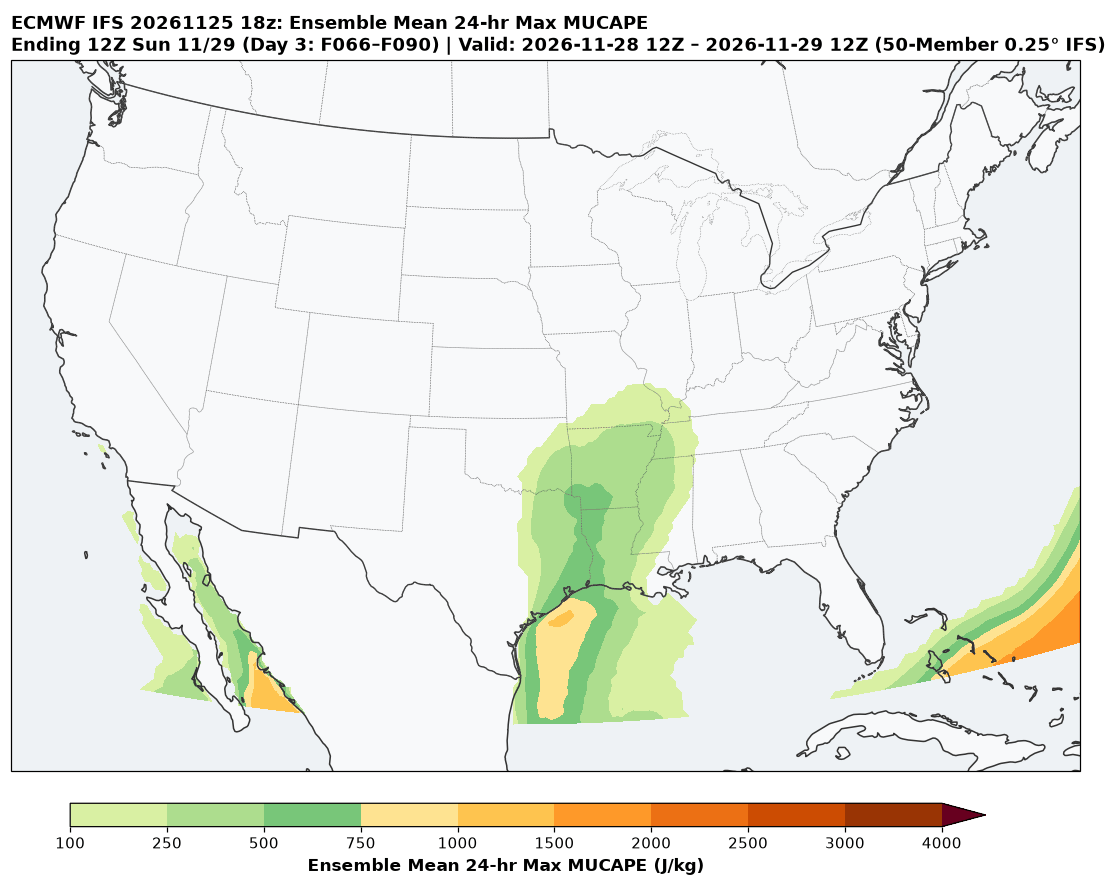 ECMWF IFS 20261125 18z: Ensemble Mean 24-hr Max MUCAPE
Ending 12Z Sun 11/29 (Day 3: F066–F090) | Valid: 2026-11-28 12Z – 2026-11-29 12Z (50-Member 0.25° IFS)
100 250 500 750 1000 1500 2000 2500 3000 4000
Ensemble Mean 24-hr Max MUCAPE (J/kg)